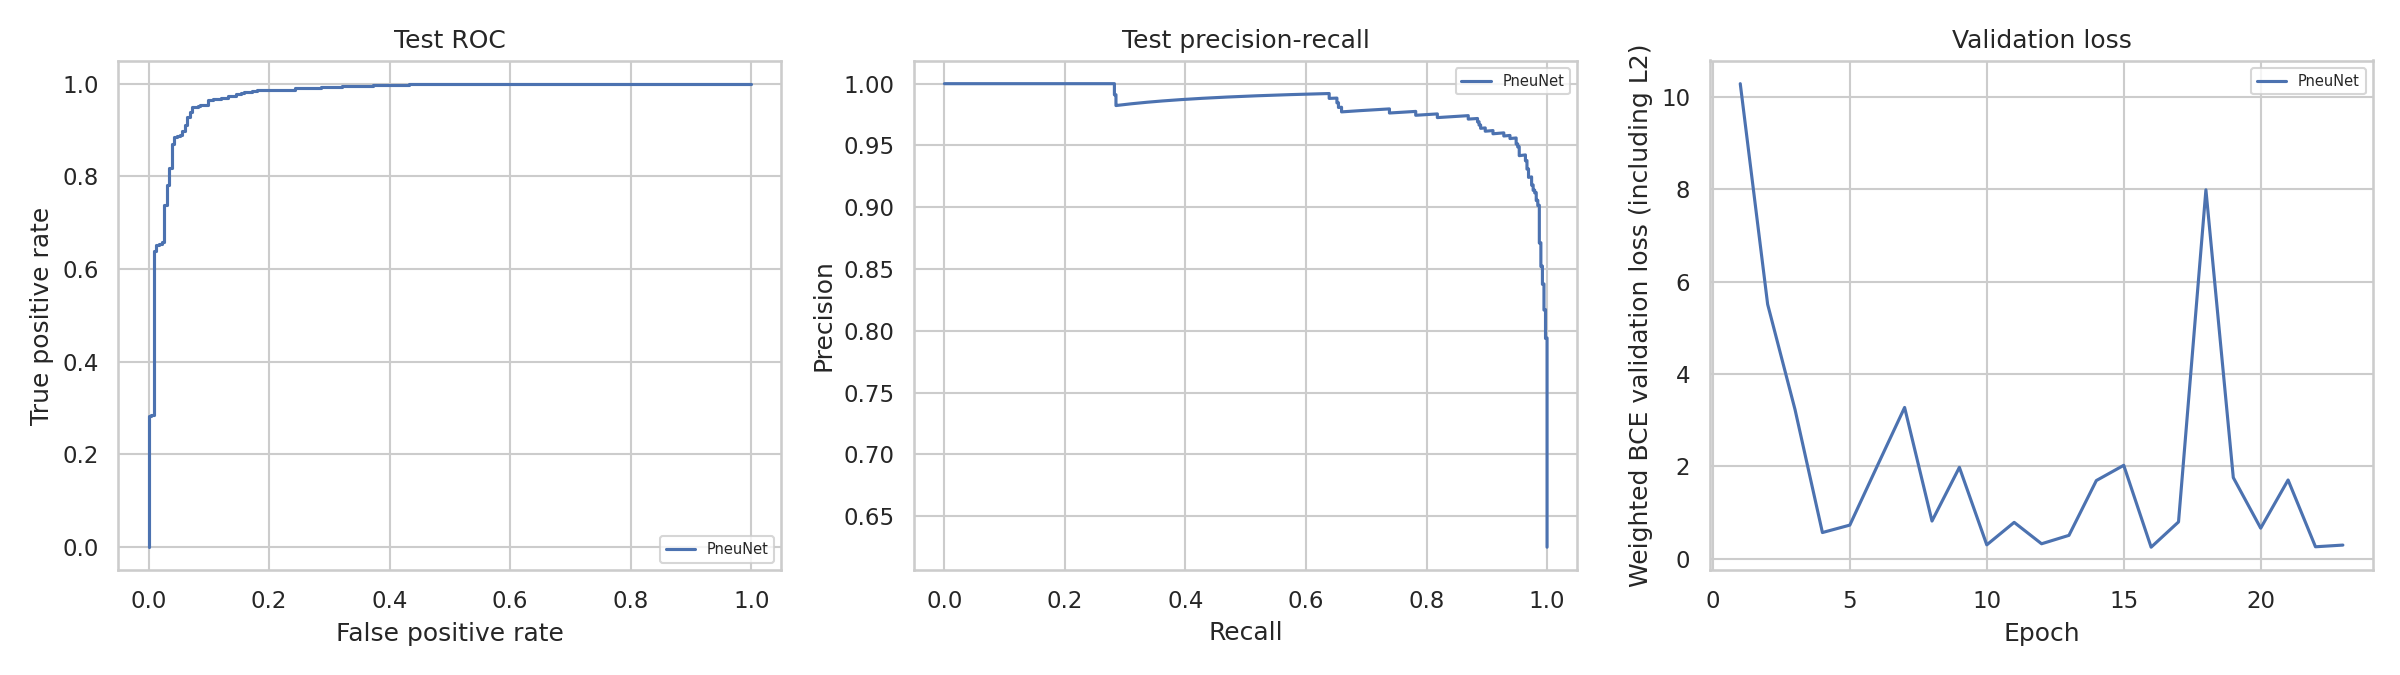 Test ROC
True positive rate
1.0
0.8
0.6
0.4
0.2
0.0
0.0 0.2 0.4 0.6 0.8 1.0
False positive rate
PneuNet
Test precision-recall
Precision
1.00
0.95
0.90
0.85
0.80
0.75
0.70
0.65
0.0 0.2 0.4 0.6 0.8 1.0
Recall
PneuNet
Validation loss
Weighted BCE validation loss (including L2)
10
8
6
4
2
0
0 5 10 15 20
Epoch
PneuNet